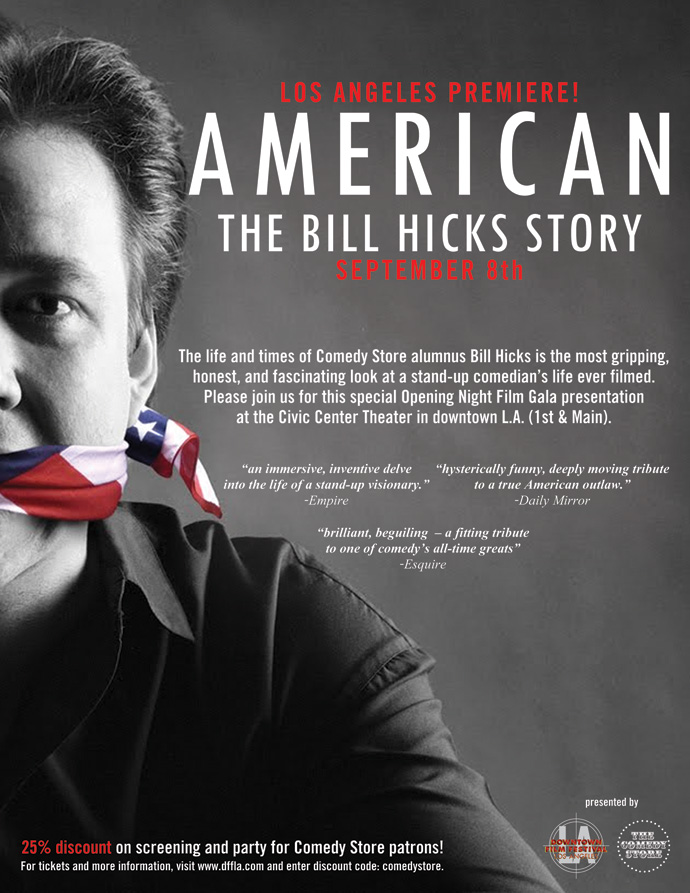 LOS ANGELES PREMIERE!
AMERICAN
THE BILL HICKS STORY
SEPTEMBER 8th
The life and times of Comedy Store alumnus Bill Hicks is the most gripping,
honest, and fascinating look at a stand-up comedian's life ever filmed.
Please join us for this special Opening Night Film Gala presentation
at the Civic Center Theater in downtown L.A. (1st & Main).
“an immersive, inventive delve
into the life of a stand-up visionary.”
-Empire
“hysterically funny, deeply moving tribute
to a true American outlaw.”
-Daily Mirror
“brilliant, beguiling – a fitting tribute
to one of comedy's all-time greats”
-Esquire
presented by
LA
DOWNTOWN
FILM FESTIVAL
LOS ANGELES
THE
COMEDY
STORE
25% discount on screening and party for Comedy Store patrons!
For tickets and more information, visit www.dffla.com and enter discount code: comedystore.